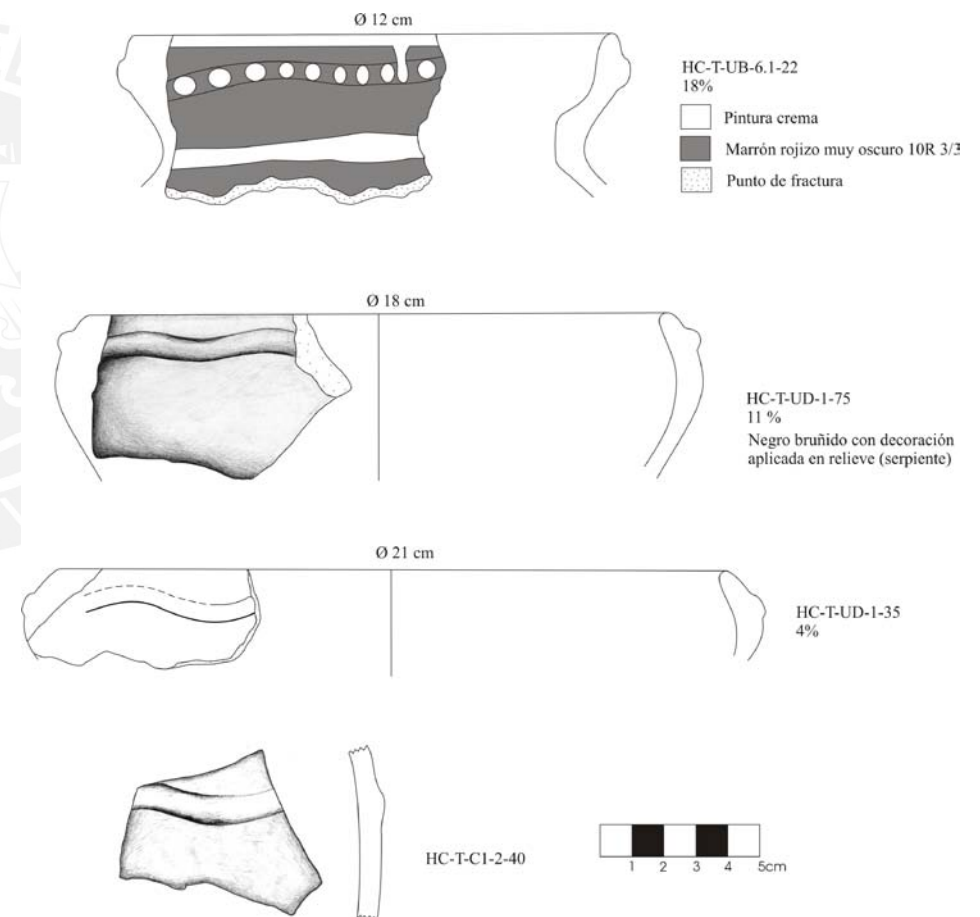 Ø 12 cm
HC-T-UB-6.1-22
18%
Pintura crema
Marrón rojizo muy oscuro 10R 3/3
Punto de fractura
Ø 18 cm
HC-T-UD-1-75
11 %
Negro bruñido con decoración
aplicada en relieve (serpiente)
Ø 21 cm
HC-T-UD-1-35
4%
HC-T-C1-2-40
1 2 3 4 5cm